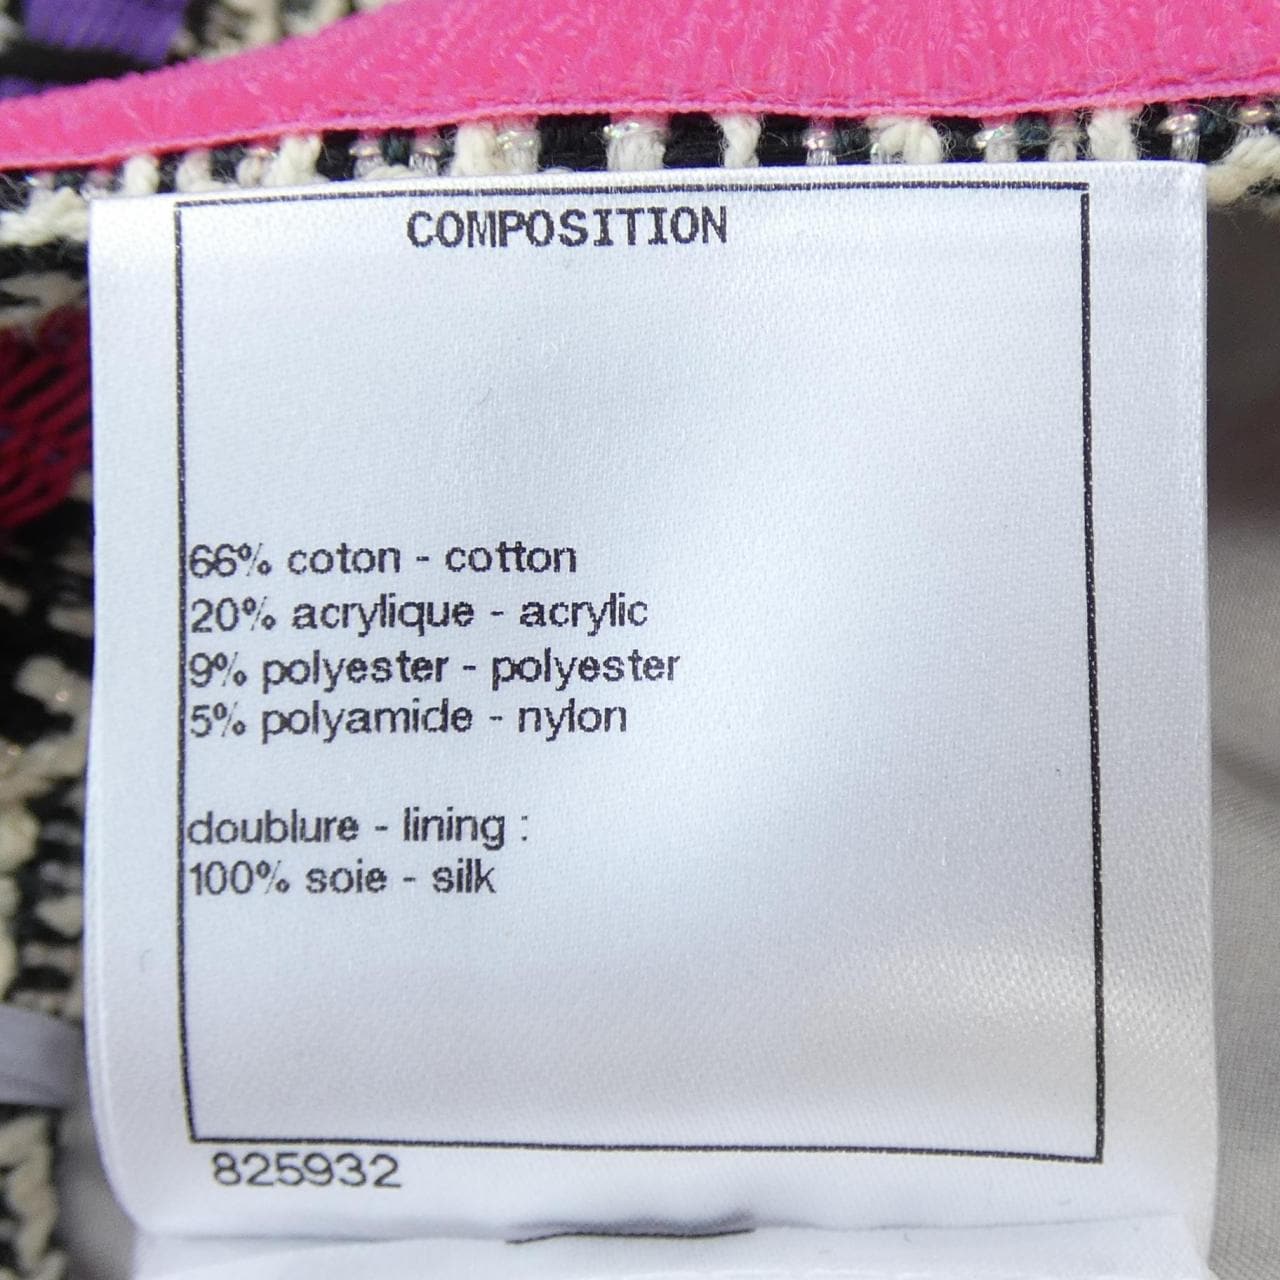 COMPOSITION
66% coton - cotton
20% acrylique - acrylic
9% polyester - polyester
5% polyamide - nylon
doublure - lining :
100% soie - silk
825932